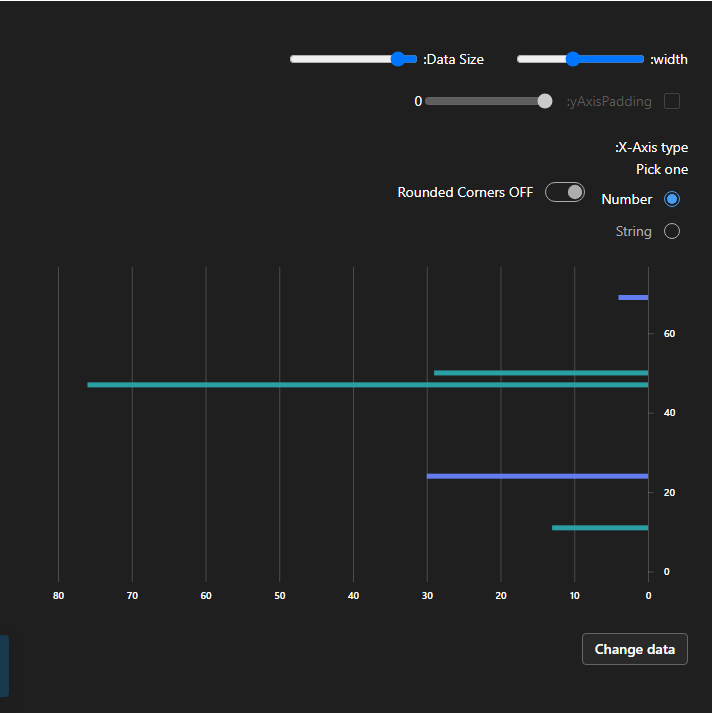 :width
:Data Size
:yAxisPadding
0
:X-Axis type
Pick one
Number
Rounded Corners OFF
String
60
40
20
0
80 70 60 50 40 30 20 10 0
Change data